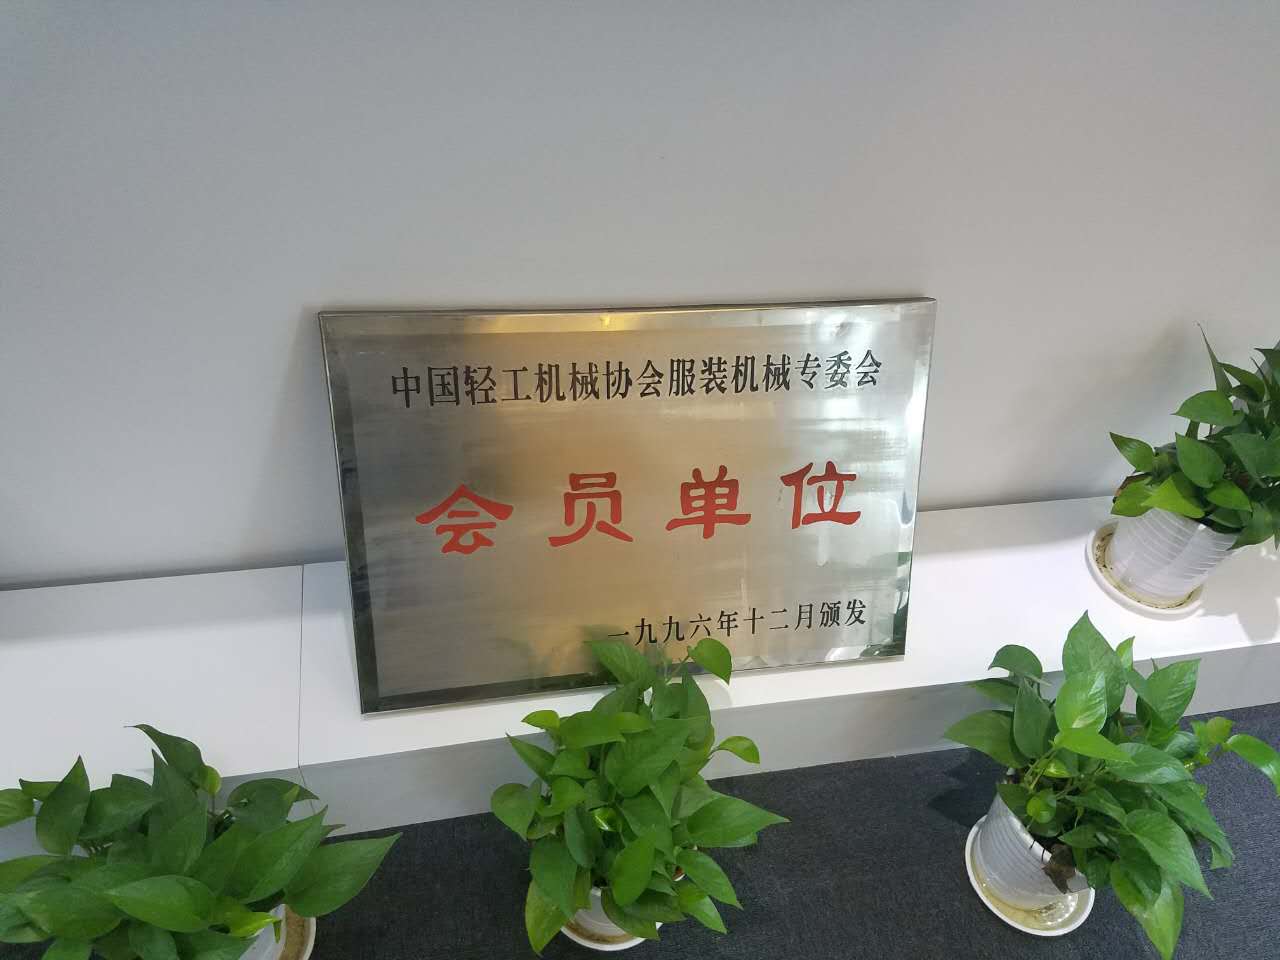 中国轻工机械协会服装机械专委会
会员单位
一九九六年十二月颁发